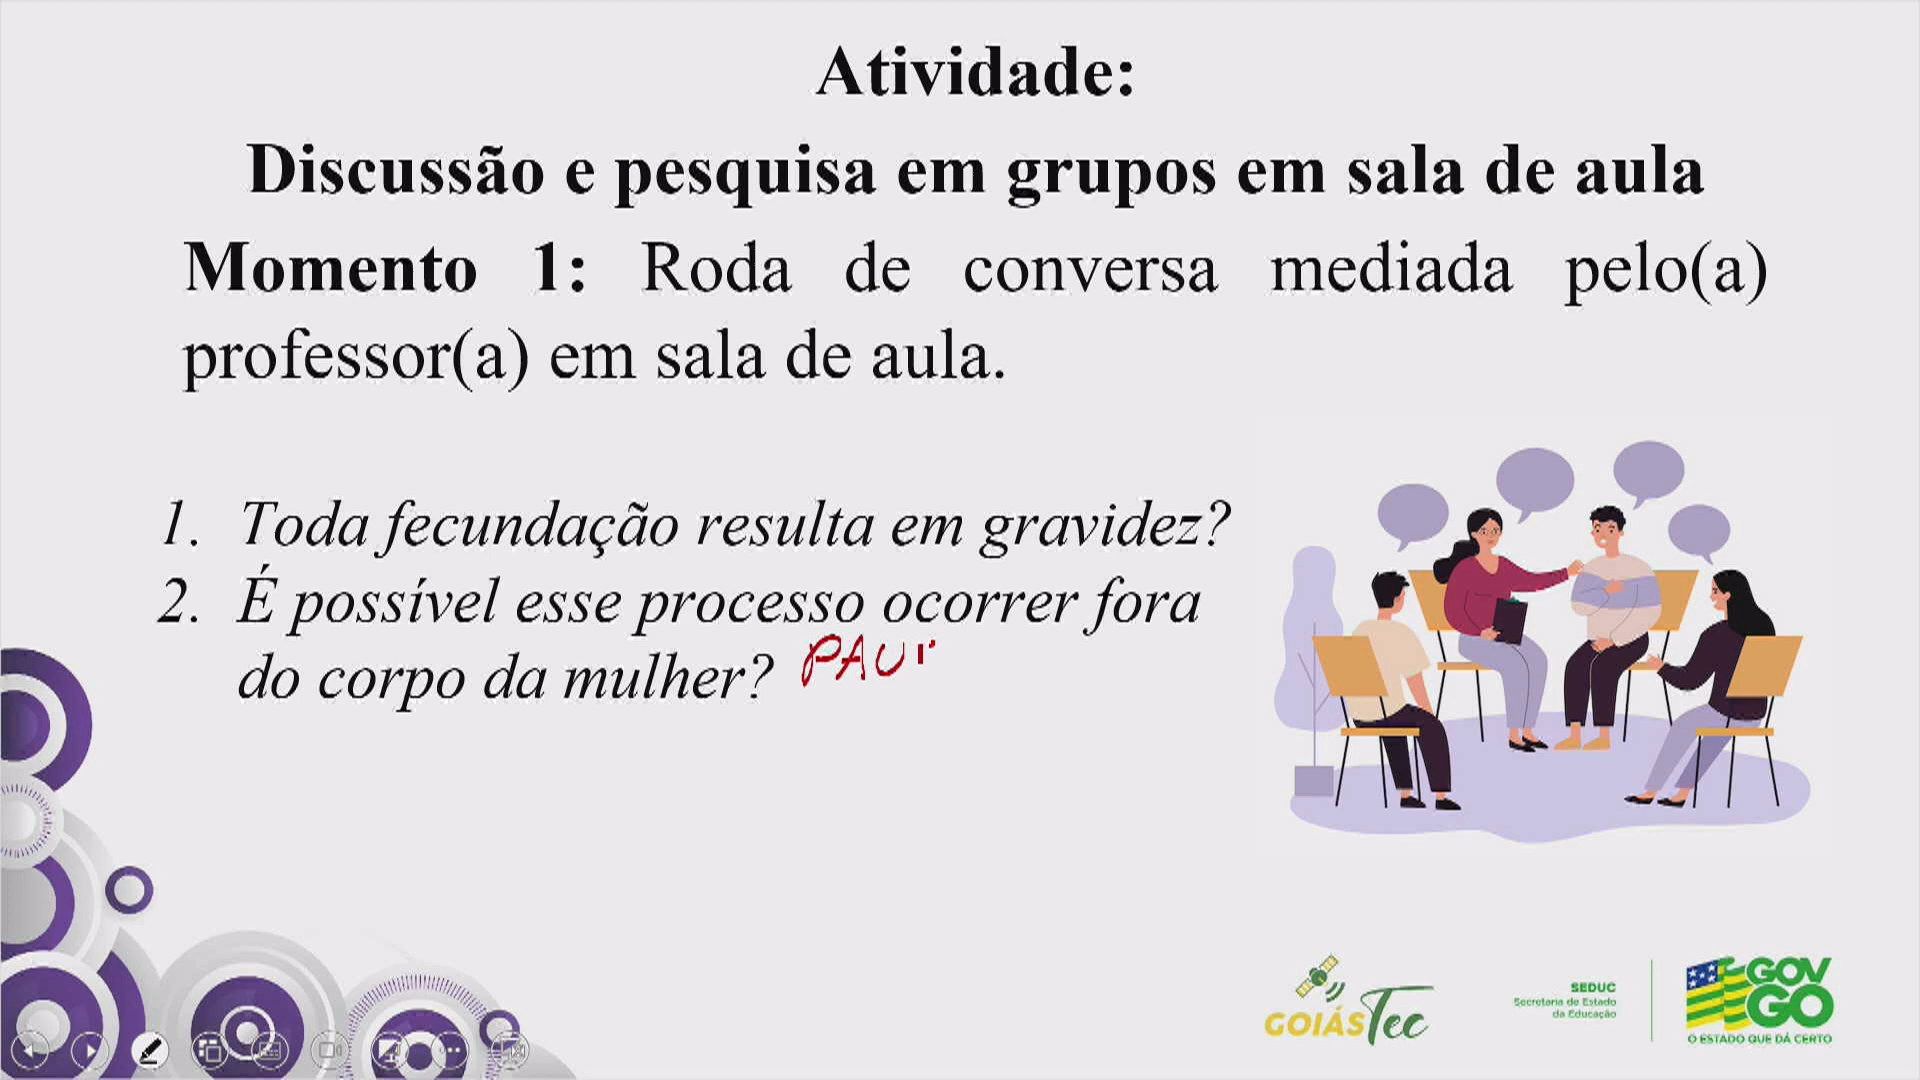 Atividade:
Discussão e pesquisa em grupos em sala de aula
Momento 1: Roda de conversa mediada pelo(a)
professor(a) em sala de aula.
1. Toda fecundação resulta em gravidez?
2. É possível esse processo ocorrer fora
do corpo da mulher?
GOIÁSTec
SEDUC
Secretaria de Estado
da Educação
GOV
GO
O ESTADO QUE DÁ CERTO